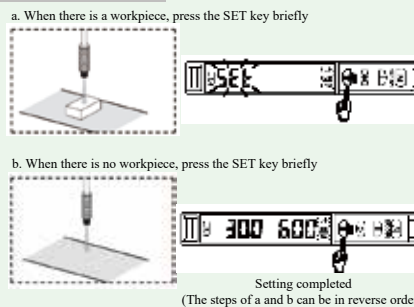 a. When there is a workpiece, press the SET key briefly
SET
b. When there is no workpiece, press the SET key briefly
300 600
Setting completed
(The steps of a and b can be in reverse orde